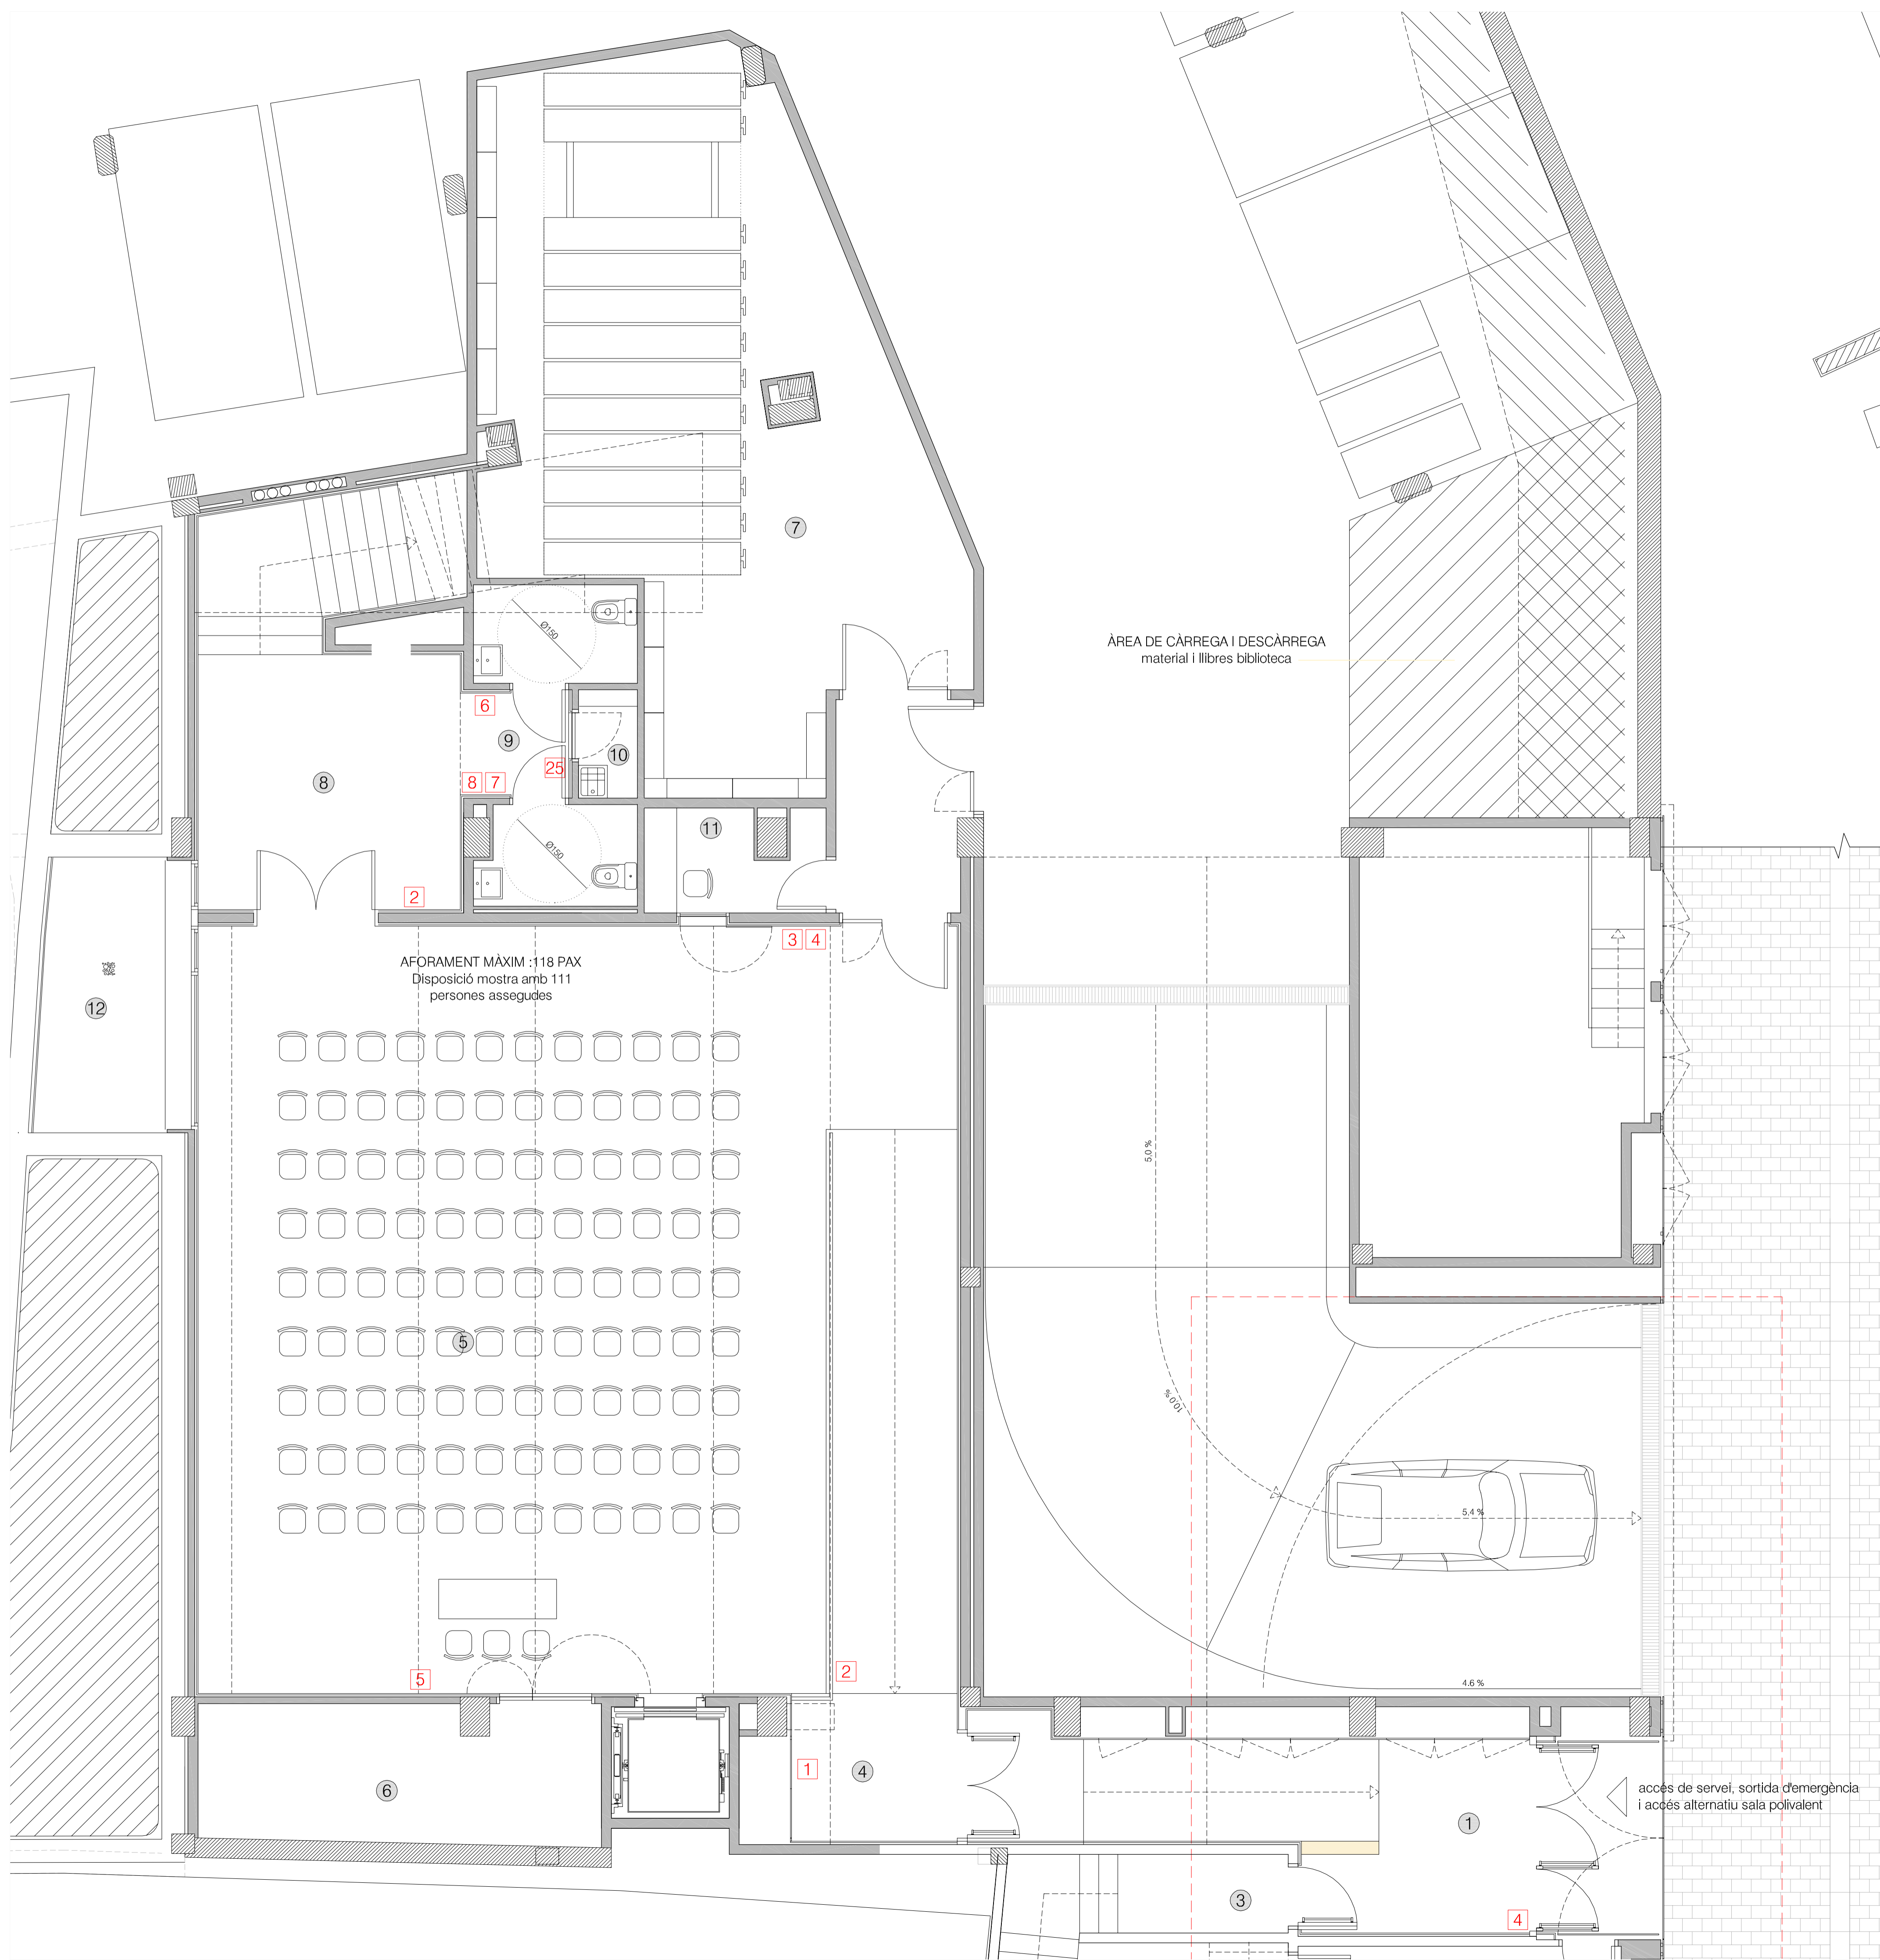 7
Ø150
ÀREA DE CÀRREGA I DESCÀRREGA
material i llibres biblioteca
6
9
10
8
8 7
25
11
Ø150
2
3 4
AFORAMENT MÀXIM :118 PAX
Disposició mostra amb 111
persones assegudes
12
5.0 %
5
10.0 %
5.4 %
5
2
4.6 %
1
4
6
accés de servei, sortida d'emergència
i accés alternatiu sala polivalent
1
3
4